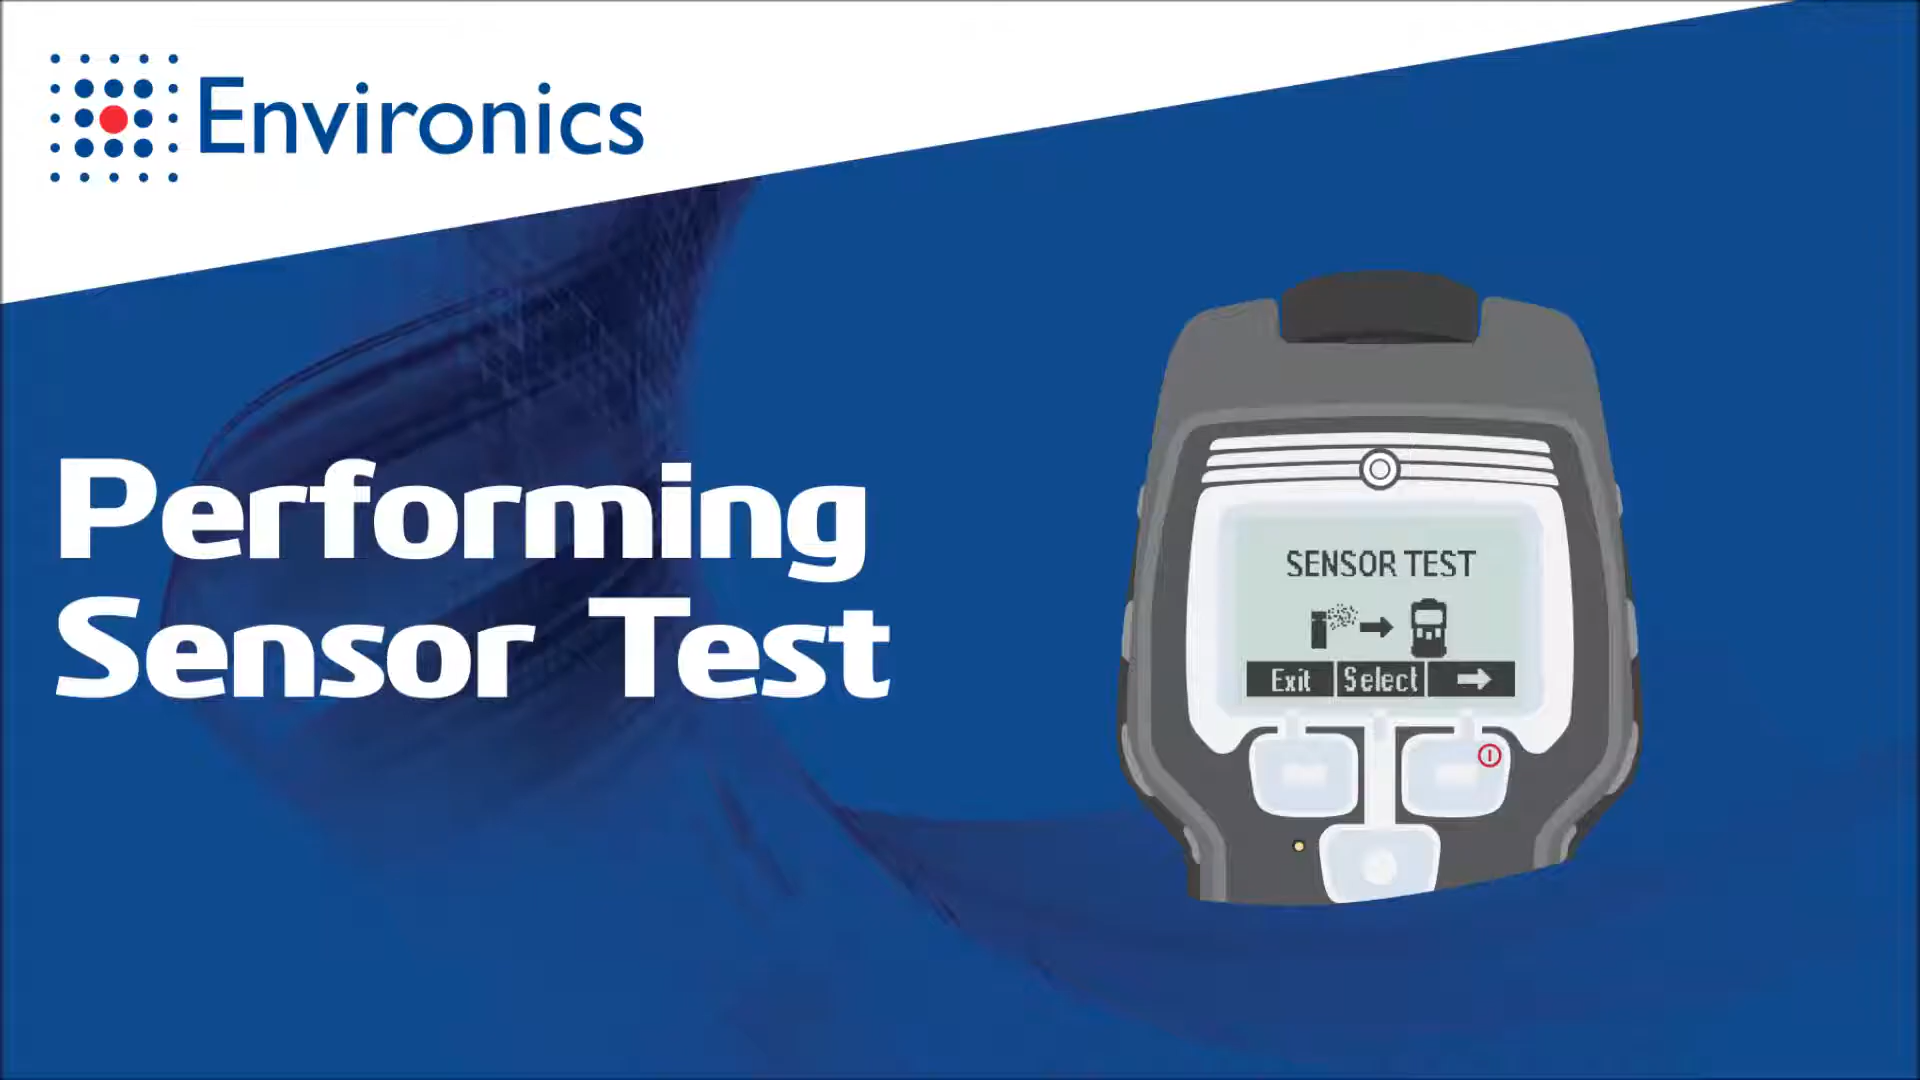 Environics
Performing
Sensor Test
SENSOR TEST
Exit Select